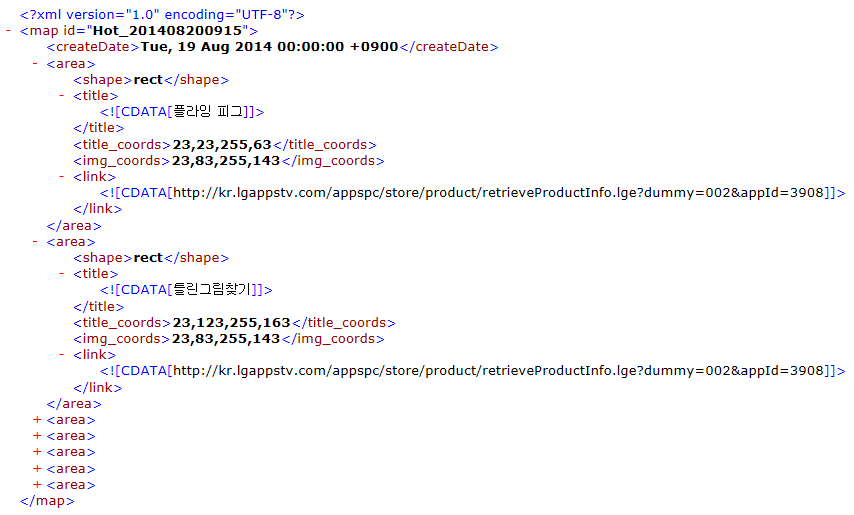 <?xml version="1.0" encoding="UTF-8"?>
- <map id="Hot_201408200915">
<createDate>Tue, 19 Aug 2014 00:00:00 +0900</createDate>
- <area>
<shape>rect</shape>
- <title>
<![CDATA[플라잉 피그]]>
</title>
<title_coords>23,23,255,63</title_coords>
<img_coords>23,83,255,143</img_coords>
- <link>
<![CDATA[http://kr.lgappstv.com/appspc/store/product/retrieveProductInfo.lge?dummy=002&appId=3908]]>
</link>
</area>
- <area>
<shape>rect</shape>
- <title>
<![CDATA[틀린그림찾기]]>
</title>
<title_coords>23,123,255,163</title_coords>
<img_coords>23,83,255,143</img_coords>
- <link>
<![CDATA[http://kr.lgappstv.com/appspc/store/product/retrieveProductInfo.lge?dummy=002&appId=3908]]>
</link>
</area>
+ <area>
+ <area>
+ <area>
+ <area>
+ <area>
</map>